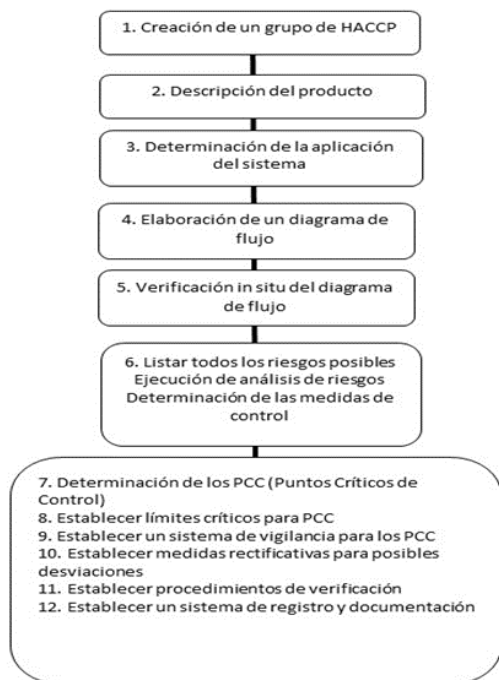 1. Creación de un grupo de HACCP
2. Descripción del producto
3. Determinación de la aplicación
del sistema
4. Elaboración de un diagrama de
flujo
5. Verificación in situ del diagrama
de flujo
6. Listar todos los riesgos posibles
Ejecución de análisis de riesgos
Determinación de las medidas de
control
7. Determinación de los PCC (Puntos Críticos de
Control)
8. Establecer límites críticos para PCC
9. Establecer un sistema de vigilancia para los PCC
10. Establecer medidas rectificativas para posibles
desviaciones
11. Establecer procedimientos de verificación
12. Establecer un sistema de registro y documentación